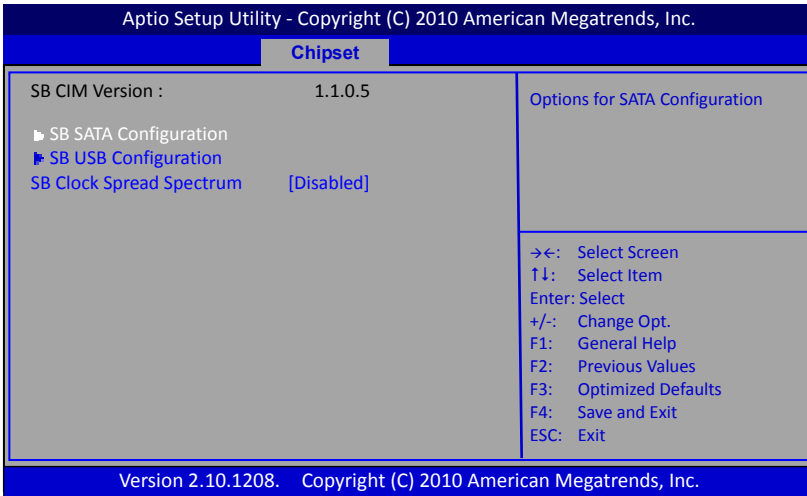 Aptio Setup Utility - Copyright (C) 2010 American Megatrends, Inc.
Chipset
SB CIM Version : 1.1.0.5
SB SATA Configuration
SB USB Configuration
SB Clock Spread Spectrum [Disabled]
Options for SATA Configuration
→←: Select Screen
↑↓: Select Item
Enter: Select
+/-: Change Opt.
F1: General Help
F2: Previous Values
F3: Optimized Defaults
F4: Save and Exit
ESC: Exit
Version 2.10.1208. Copyright (C) 2010 American Megatrends, Inc.